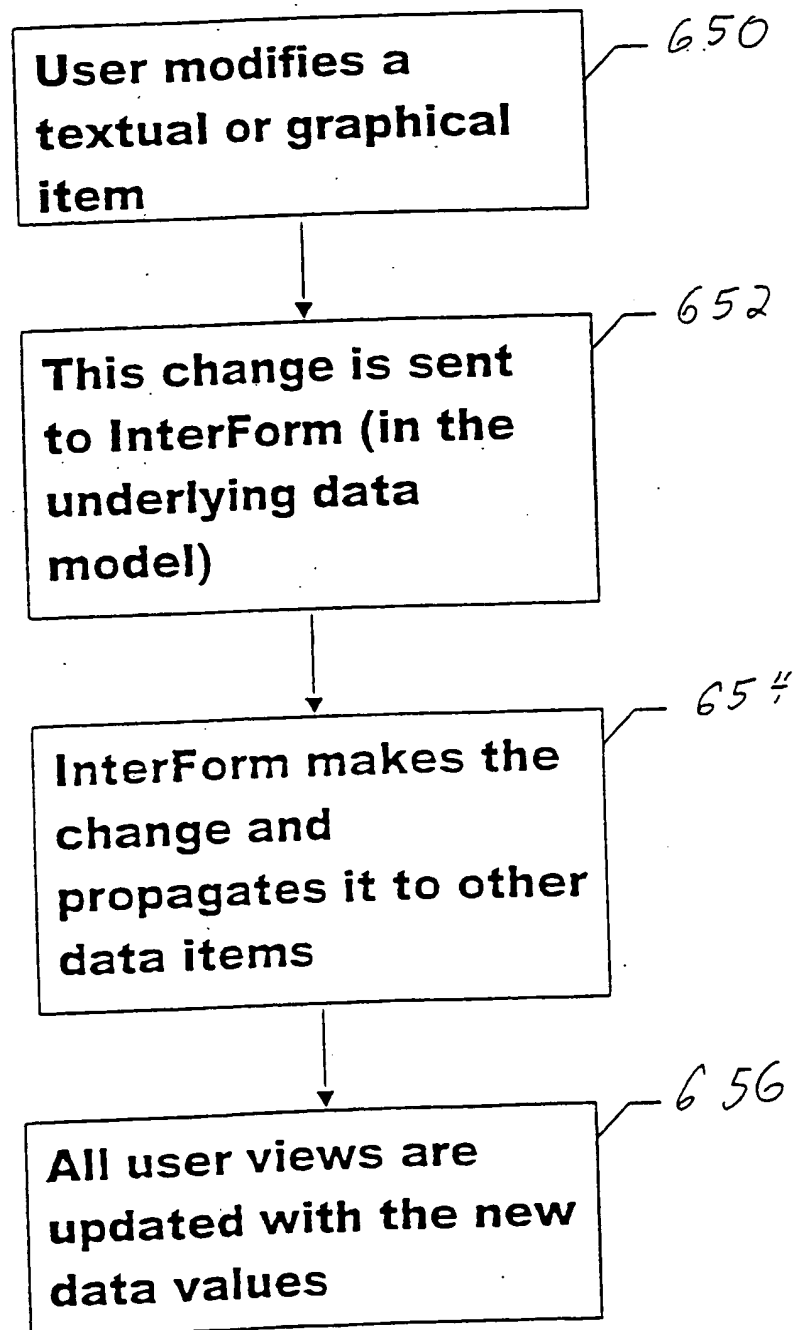 650
User modifies a
textual or graphical
item
652
This change is sent
to InterForm (in the
underlying data
model)
654
InterForm makes the
change and
propagates it to other
data items
656
All user views are
updated with the new
data values